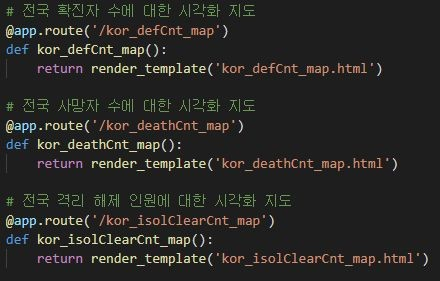 # 전국 확진자 수에 대한 시각화 지도
@app.route('/kor_defCnt_map')
def kor_defCnt_map():
    return render_template('kor_defCnt_map.html')
# 전국 사망자 수에 대한 시각화 지도
@app.route('/kor_deathCnt_map')
def kor_deathCnt_map():
    return render_template('kor_deathCnt_map.html')
# 전국 격리 해제 인원에 대한 시각화 지도
@app.route('/kor_isolClearCnt_map')
def kor_isolClearCnt_map():
    return render_template('kor_isolClearCnt_map.html')